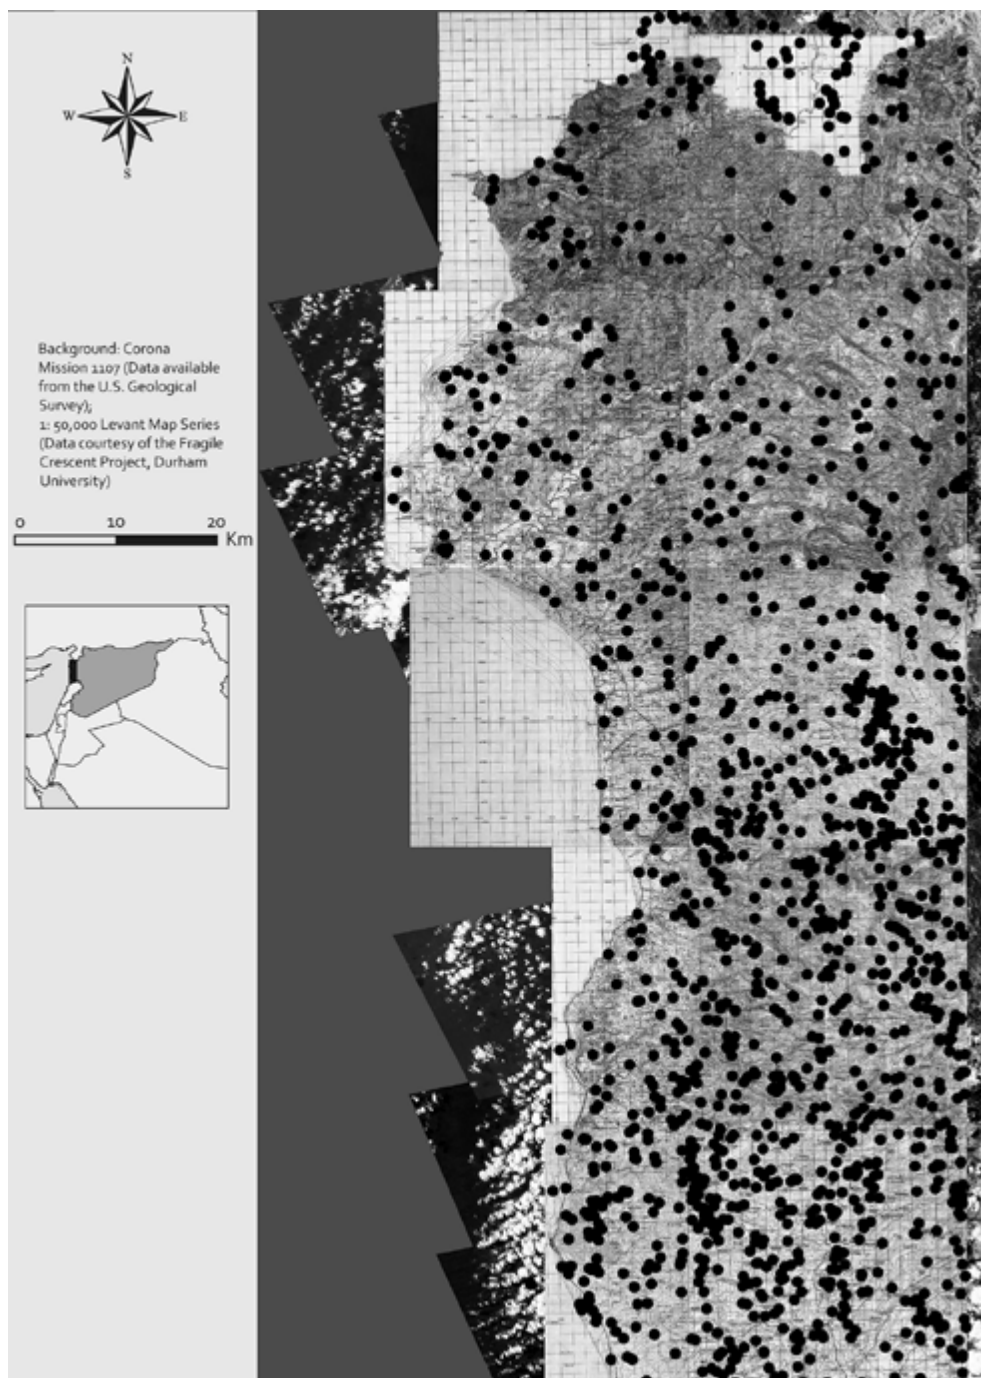 N
W E
S
Background: Corona
Mission 1107 (Data available
from the U.S. Geological
Survey);
1: 50,000 Levant Map Series
(Data courtesy of the Fragile
Crescent Project, Durham
University)
0 10 20
Km